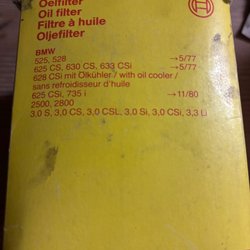 Oelfilter
Oil filter
Filtre à huile
Oljefilter
BMW
525, 528 →5/77
625 CS, 630 CS, 633 CSi →5/77
628 CSi mit Ölkühler / with oil cooler /
sans refroidisseur d'huile
625 CSi, 735 i →11/80
2500, 2800
3,0 S, 3,0 CS, 3,0 CSL, 3,0 Si, 3,0 CSi, 3,3 Li